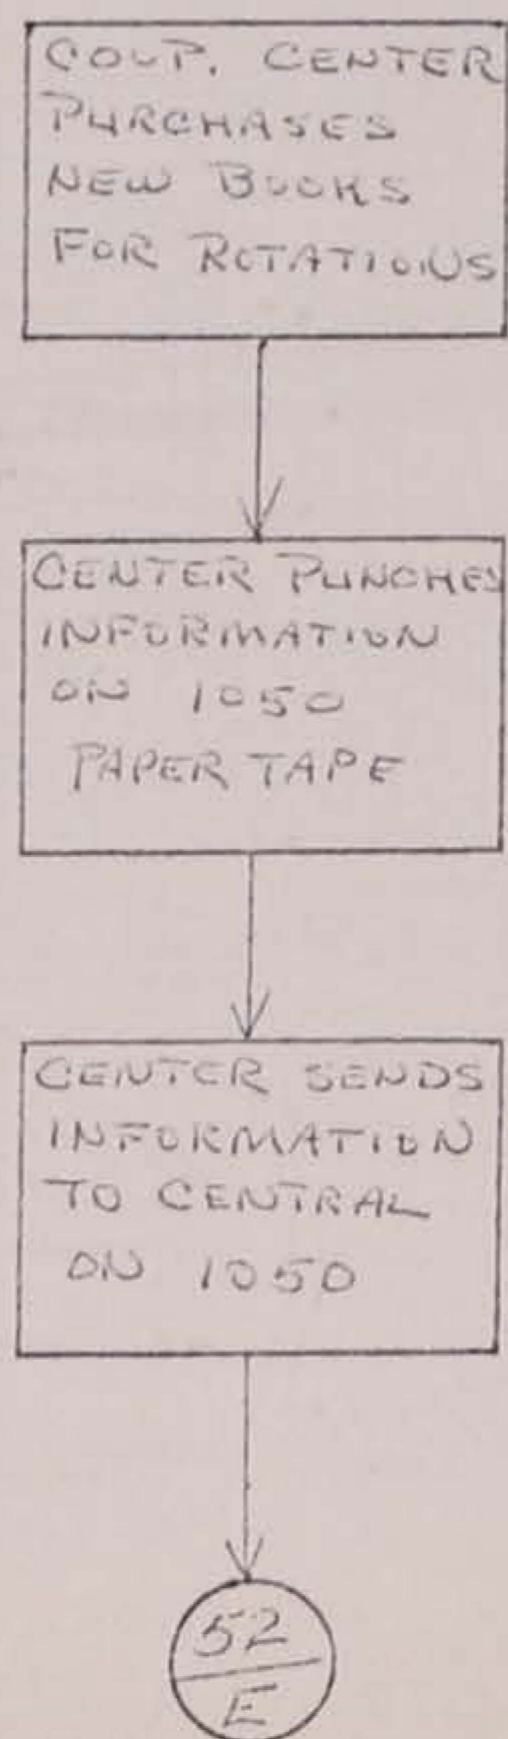 COOP. CENTER
PURCHASES
NEW BOOKS
FOR ROTATIONS
CENTER PUNCHES
INFORMATION
ON 1050
PAPER TAPE
CENTER SENDS
INFORMATION
TO CENTRAL
ON 1050
52
E